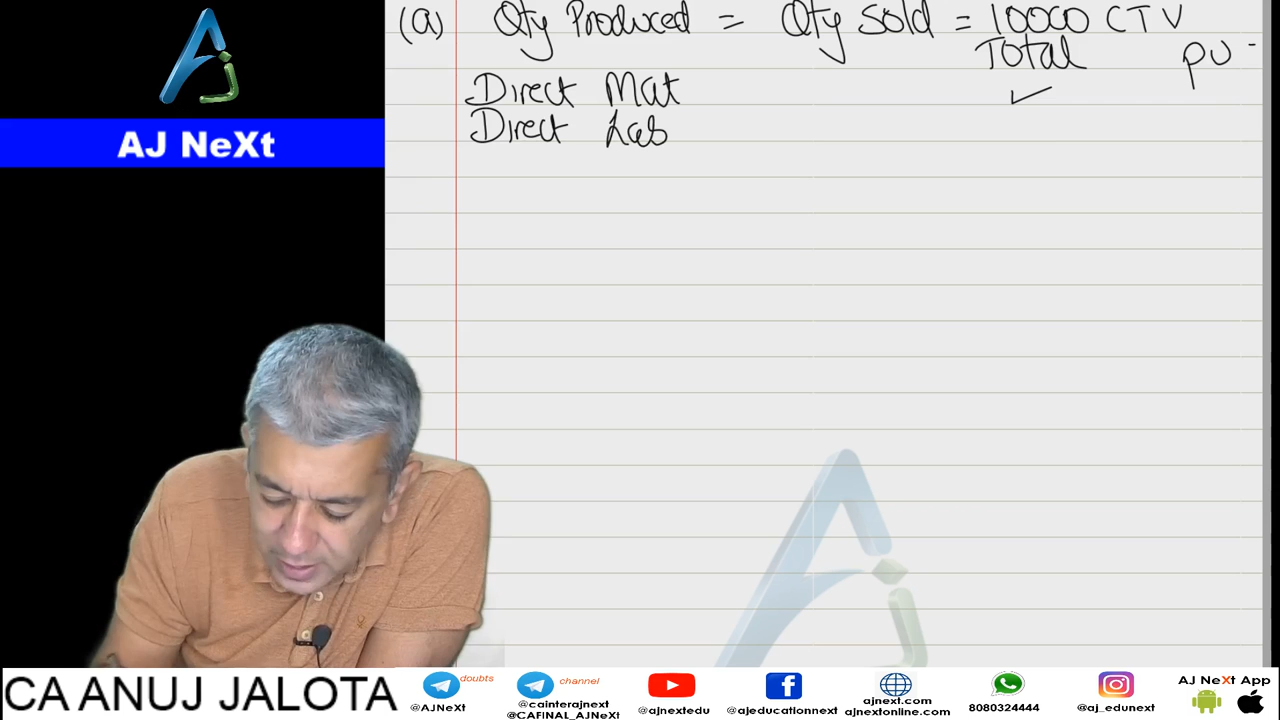 (a) Qty Produced = Qty Sold = 10000 CTV
Total pu
Direct Mat ✓
Direct Lab
AJ NeXt
CA ANUJ JALOTA
doubts
@AJNeXt
channel
@cainterajnext
@CAFINAL_AJNeXt
@ajnextedu
@ajeducationnext
ajnext.com
ajnextonline.com
8080324444
@aj_edunext
AJ NeXt App